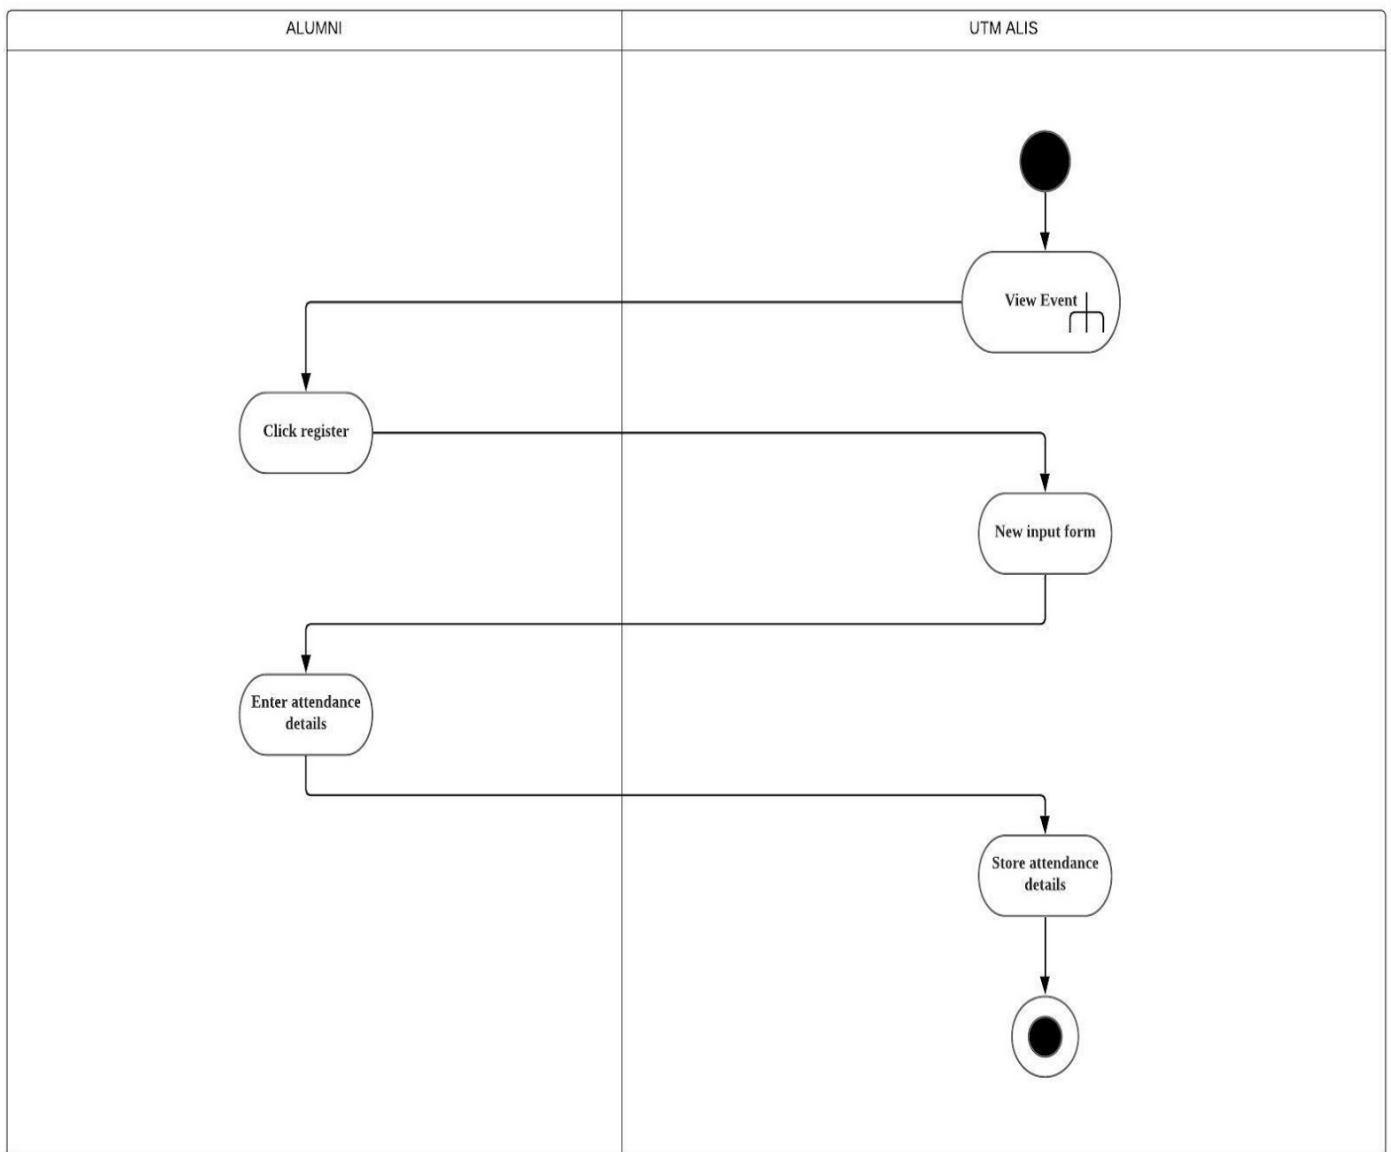 ALUMNI
UTM ALIS
View Event
Click register
New input form
Enter attendance
details
Store attendance
details